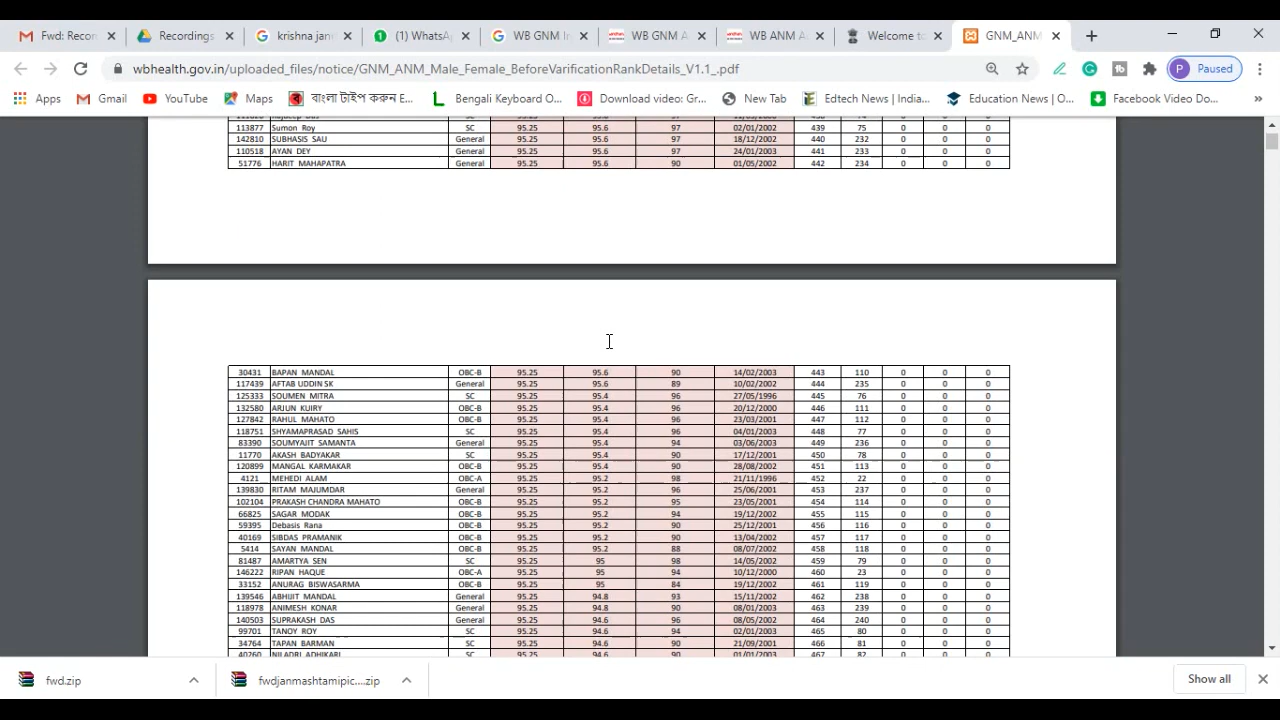 Fwd: Recor
Recordings
krishna jan
(1) WhatsA
WB GNM In
WB GNM A
WB ANM A
Welcome to
GNM_ANM
wbhealth.gov.in/uploaded_files/notice/GNM_ANM_Male_Female_BeforeVarificationRankDetails_V1.1_.pdf
P Paused
Apps
Gmail
YouTube
Maps
বাংলা টাইপ করুন E...
Bengali Keyboard O...
Download video: Gr...
New Tab
Edtech News | India...
Education News | O...
Facebook Video Do...
»
113877 Sumon Roy SC 95.25 95.6 97 02/01/2002 439 75 0 0 0
142810 SUBHASIS SAU General 95.25 95.6 97 18/12/2002 440 232 0 0 0
110518 AYAN DEY General 95.25 95.6 97 24/01/2003 441 233 0 0 0
51776 HARIT MAHAPATRA General 95.25 95.6 90 01/05/2002 442 234 0 0 0
30431 BAPAN MANDAL OBC-B 95.25 95.6 90 14/02/2003 443 110 0 0 0
117439 AFTAB UDDIN SK General 95.25 95.6 89 10/02/2002 444 235 0 0 0
125333 SOUMEN MITRA SC 95.25 95.4 96 27/05/1996 445 76 0 0 0
132580 ARJUN KUIRY OBC-B 95.25 95.4 96 20/12/2000 446 111 0 0 0
127842 RAHUL MAHATO OBC-B 95.25 95.4 96 23/03/2001 447 112 0 0 0
118751 SHYAMAPRASAD SAHIS SC 95.25 95.4 96 04/01/2003 448 77 0 0 0
83390 SOUMYAJIT SAMANTA General 95.25 95.4 94 03/06/2003 449 236 0 0 0
11770 AKASH BADYAKAR SC 95.25 95.4 90 17/12/2001 450 78 0 0 0
120899 MANGAL KARMAKAR OBC-B 95.25 95.4 90 28/08/2002 451 113 0 0 0
4121 MEHEDI ALAM OBC-A 95.25 95.2 98 21/11/1996 452 22 0 0 0
139830 RITAM MAJUMDAR General 95.25 95.2 96 25/06/2001 453 237 0 0 0
102104 PRAKASH CHANDRA MAHATO OBC-B 95.25 95.2 95 23/05/2001 454 114 0 0 0
66825 SAGAR MODAK OBC-B 95.25 95.2 94 19/12/2002 455 115 0 0 0
59395 Debasis Rana OBC-B 95.25 95.2 90 25/12/2001 456 116 0 0 0
40169 SIBDAS PRAMANIK OBC-B 95.25 95.2 90 13/04/2002 457 117 0 0 0
5414 SAYAN MANDAL OBC-B 95.25 95.2 88 08/07/2002 458 118 0 0 0
81487 AMARTYA SEN SC 95.25 95 98 14/05/2002 459 79 0 0 0
146222 RIPAN HAQUE OBC-A 95.25 95 94 10/12/2000 460 23 0 0 0
33152 ANURAG BISWASARMA OBC-B 95.25 95 84 19/12/2002 461 119 0 0 0
139546 ABHIJIT MANDAL General 95.25 94.8 93 15/11/2002 462 238 0 0 0
118978 ANIMESH KONAR General 95.25 94.8 90 08/01/2003 463 239 0 0 0
140503 SUPRAKASH DAS General 95.25 94.6 96 08/05/2002 464 240 0 0 0
99701 TANOY ROY SC 95.25 94.6 94 02/01/2003 465 80 0 0 0
34764 TAPAN BARMAN SC 95.25 94.6 90 21/09/2001 466 81 0 0 0
40260 NILADRI ADHIKARI SC 95.25 94.6 90 01/01/2003 467 82 0 0 0
fwd.zip
fwdjanmashtamipic....zip
Show all